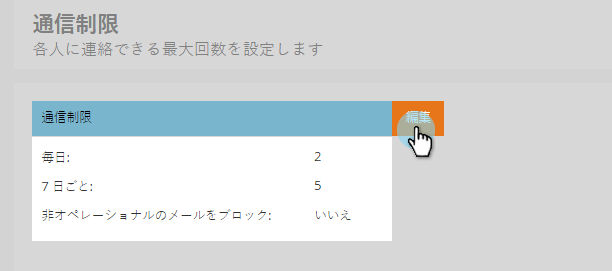 通信制限
各人に連絡できる最大回数を設定します
通信制限 編集
毎日: 2
7 日ごと: 5
非オペレーショナルのメールをブロック: いいえ